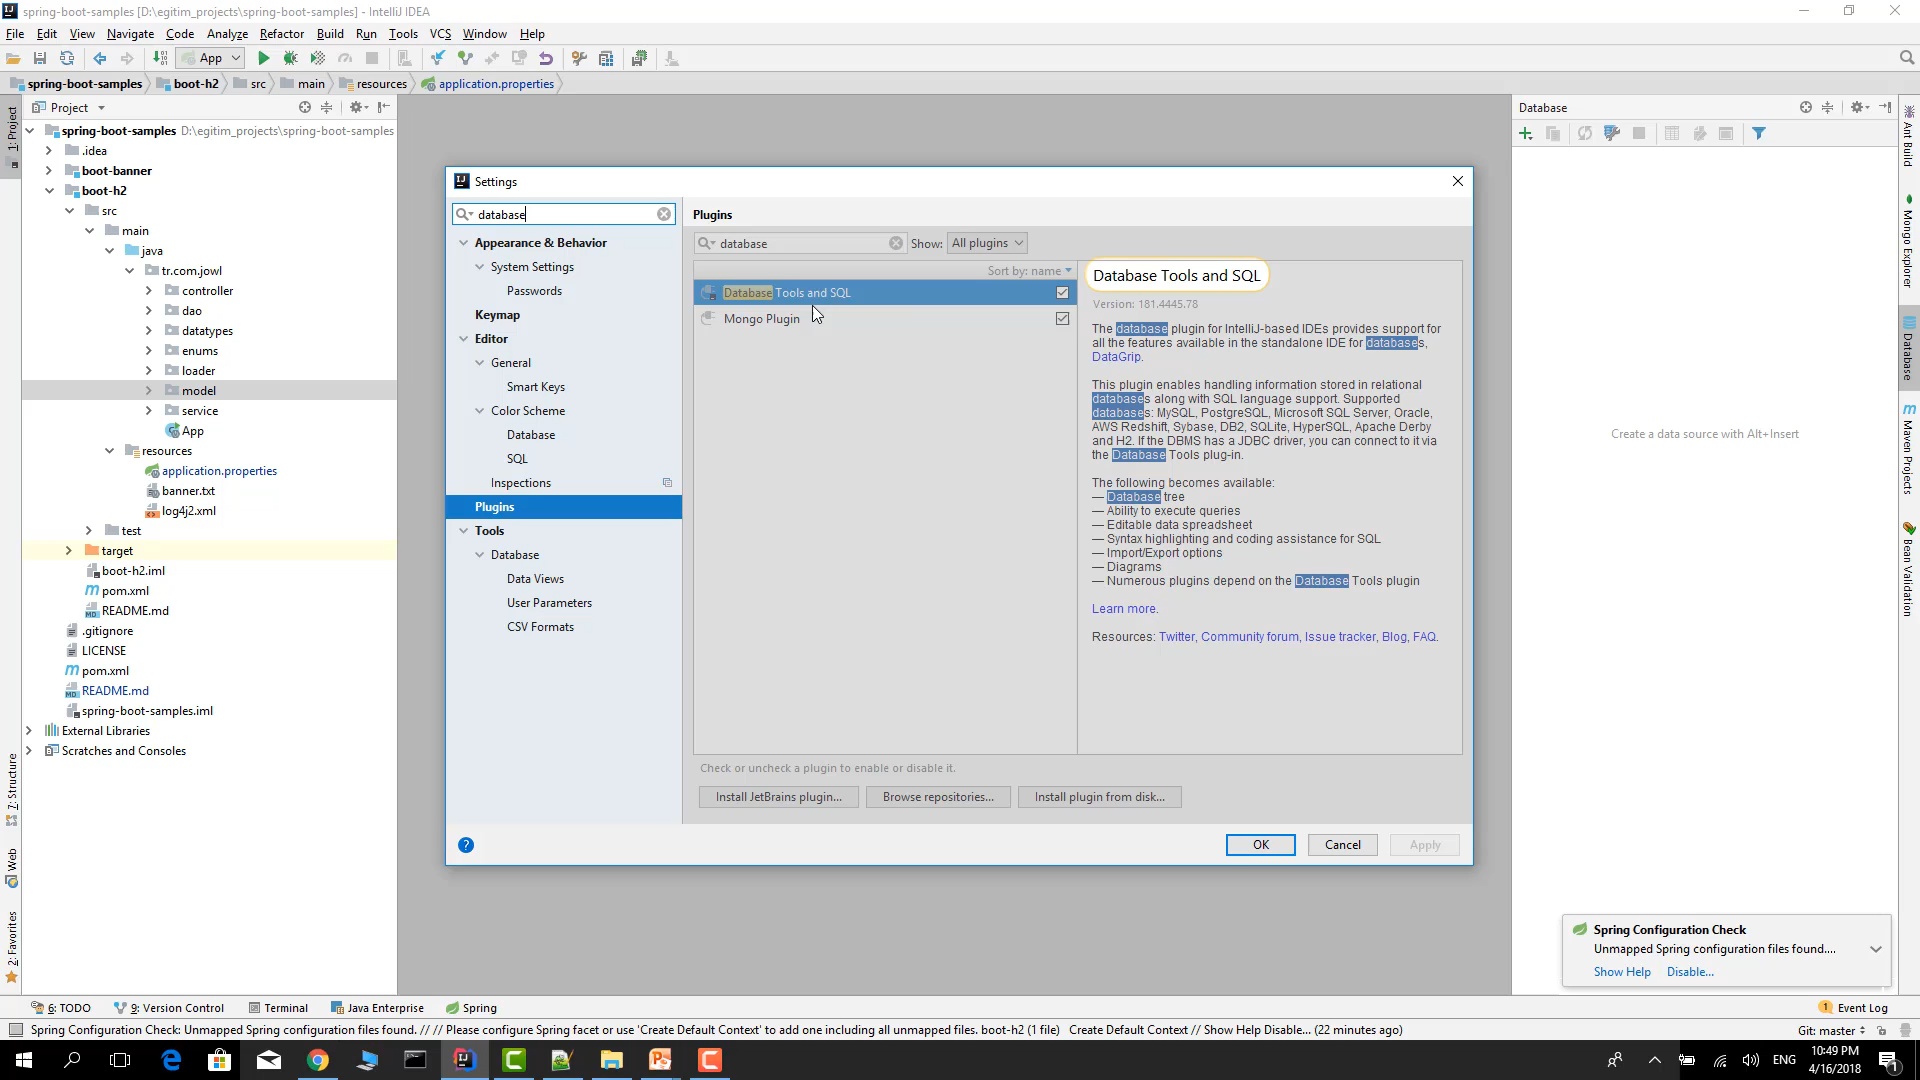 spring-boot-samples [D:\egitim_projects\spring-boot-samples] - IntelliJ IDEA
File Edit View Navigate Code Analyze Refactor Build Run Tools VCS Window Help
App
spring-boot-samples boot-h2 src main resources application.properties
1: Project
7: Structure
Web
2: Favorites
Project
spring-boot-samples D:\egitim_projects\spring-boot-samples
.idea
boot-banner
boot-h2
src
main
java
tr.com.jowl
controller
dao
datatypes
enums
loader
model
service
App
resources
application.properties
banner.txt
log4j2.xml
test
target
boot-h2.iml
pom.xml
README.md
.gitignore
LICENSE
pom.xml
README.md
spring-boot-samples.iml
External Libraries
Scratches and Consoles
Settings
database
Appearance & Behavior
System Settings
Passwords
Keymap
Editor
General
Smart Keys
Color Scheme
Database
SQL
Inspections
Plugins
Tools
Database
Data Views
User Parameters
CSV Formats
Plugins
database Show: All plugins
Sort by: name
Database Tools and SQL
Mongo Plugin
Database Tools and SQL
Version: 181.4445.78
The database plugin for IntelliJ-based IDEs provides support for
all the features available in the standalone IDE for databases,
DataGrip.
This plugin enables handling information stored in relational
databases along with SQL language support. Supported
databases: MySQL, PostgreSQL, Microsoft SQL Server, Oracle,
AWS Redshift, Sybase, DB2, SQLite, HyperSQL, Apache Derby
and H2. If the DBMS has a JDBC driver, you can connect to it via
the Database Tools plug-in.
The following becomes available:
— Database tree
— Ability to execute queries
— Editable data spreadsheet
— Syntax highlighting and coding assistance for SQL
— Import/Export options
— Diagrams
— Numerous plugins depend on the Database Tools plugin
Learn more.
Resources: Twitter, Community forum, Issue tracker, Blog, FAQ.
Check or uncheck a plugin to enable or disable it.
Install JetBrains plugin... Browse repositories... Install plugin from disk...
OK Cancel Apply
Database
Create a data source with Alt+Insert
Ant Build
Mongo Explorer
Database
Maven Projects
Bean Validation
Spring Configuration Check
Unmapped Spring configuration files found....
Show Help Disable...
6: TODO 9: Version Control Terminal Java Enterprise Spring 1 Event Log
Spring Configuration Check: Unmapped Spring configuration files found. // // Please configure Spring facet or use 'Create Default Context' to add one including all unmapped files. boot-h2 (1 file) Create Default Context // Show Help Disable... (22 minutes ago) Git: master
ENG 10:49 PM
4/16/2018
1